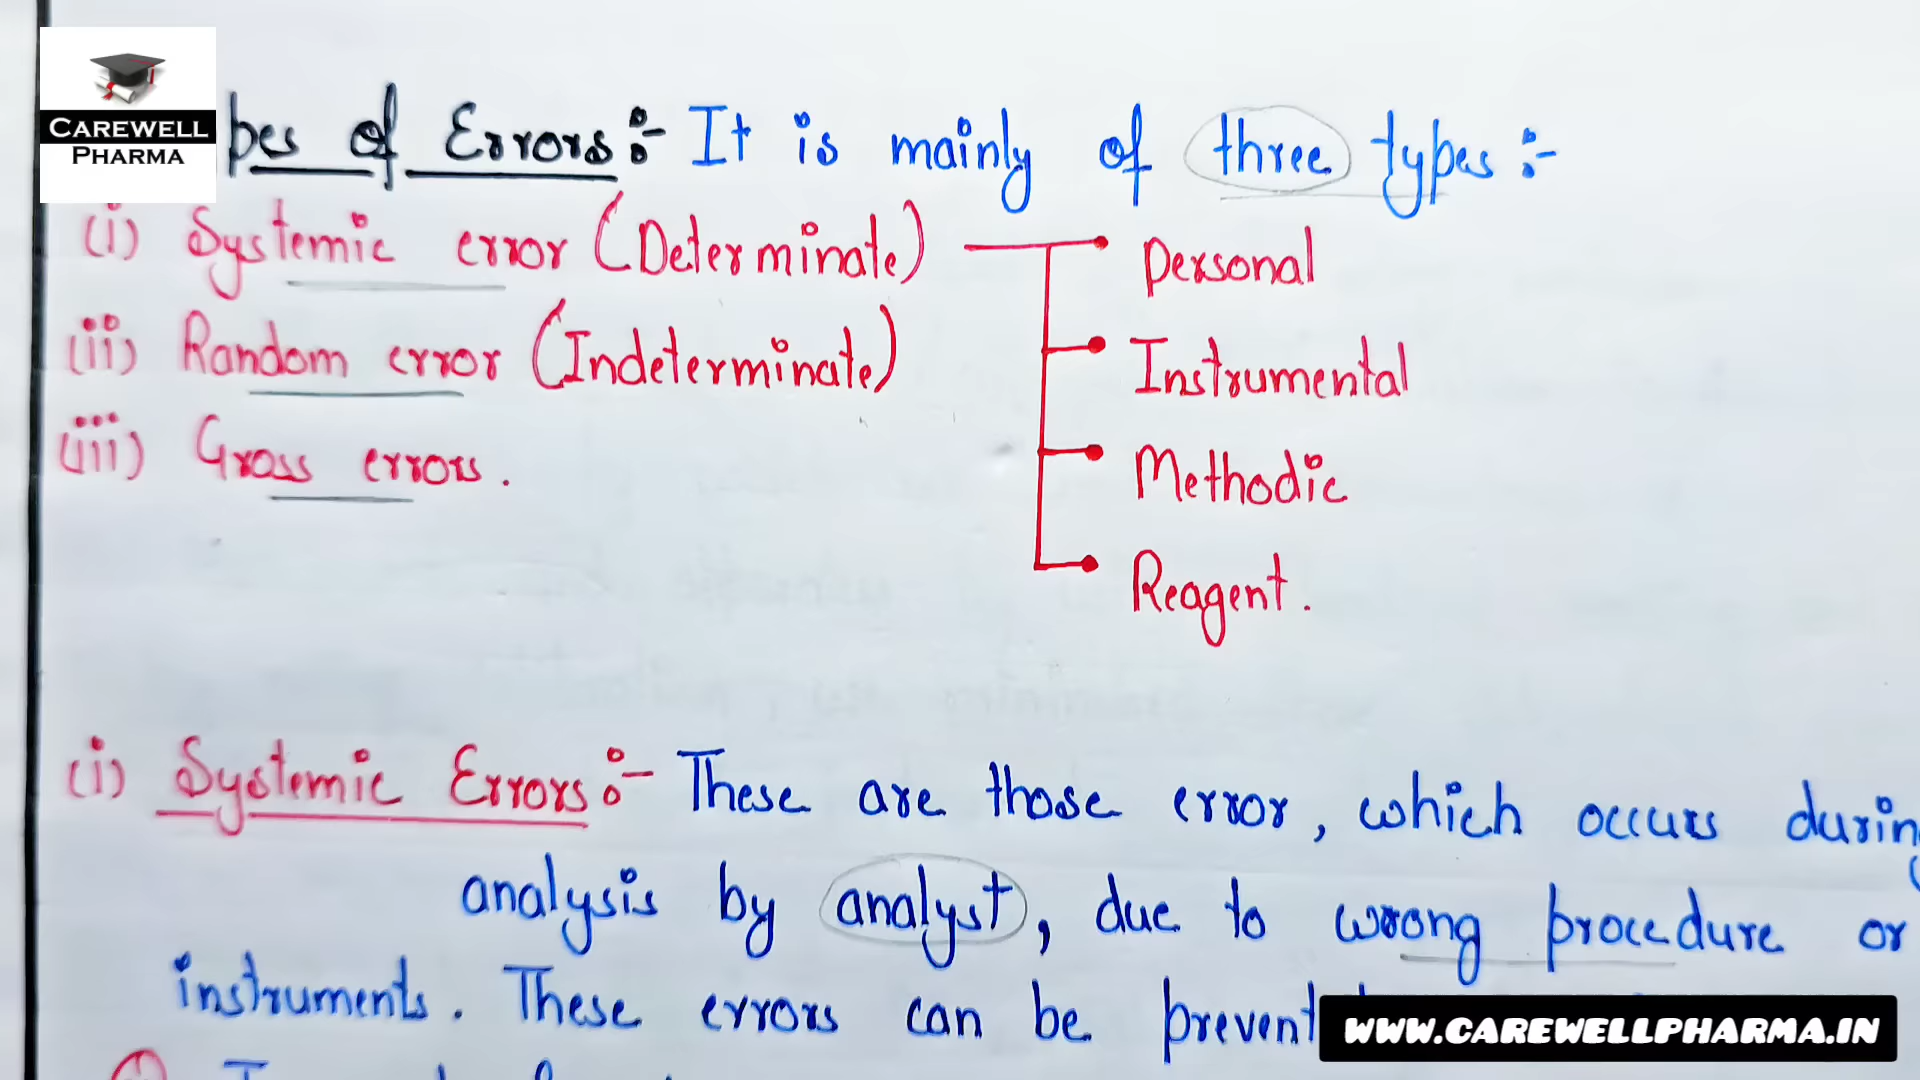 CAREWELL
PHARMA
pes of Errors:- It is mainly of three types:-
(i) Systemic error (Determinate)
Personal
(ii) Random error (Indeterminate)
Instrumental
(iii) Gross errors.
Methodic
Reagent.
(i) Systemic Errors:- These are those error, which occurs during
analysis by analyst, due to wrong procedure or
instruments. These errors can be prevent
WWW.CAREWELLPHARMA.IN